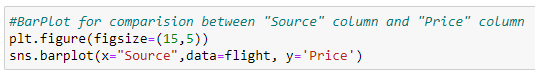 #BarPlot for comparision between "Source" column and "Price" column
plt.figure(figsize=(15,5))
sns.barplot(x="Source",data=flight, y='Price')